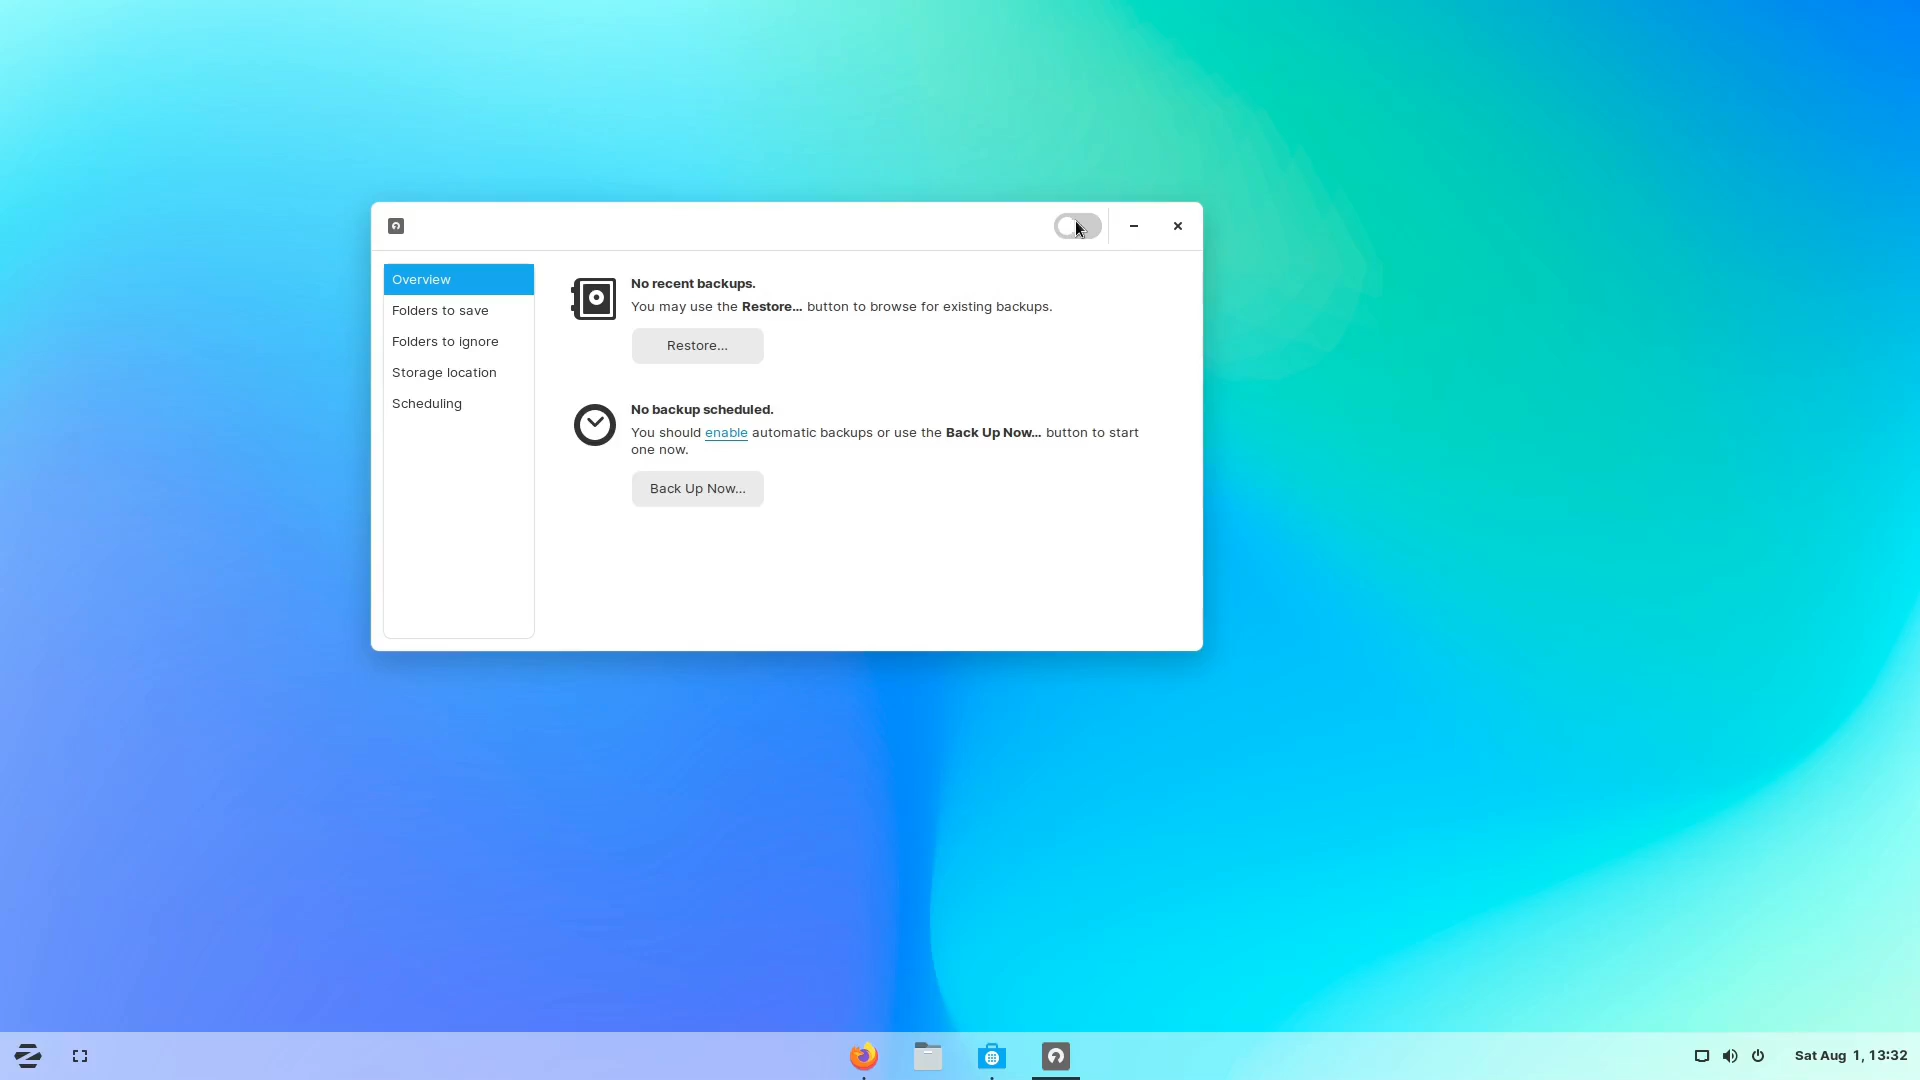 Overview
Folders to save
Folders to ignore
Storage location
Scheduling
No recent backups.
You may use the Restore... button to browse for existing backups.
Restore...
No backup scheduled.
You should enable automatic backups or use the Back Up Now... button to start
one now.
Back Up Now...
Sat Aug 1, 13:32